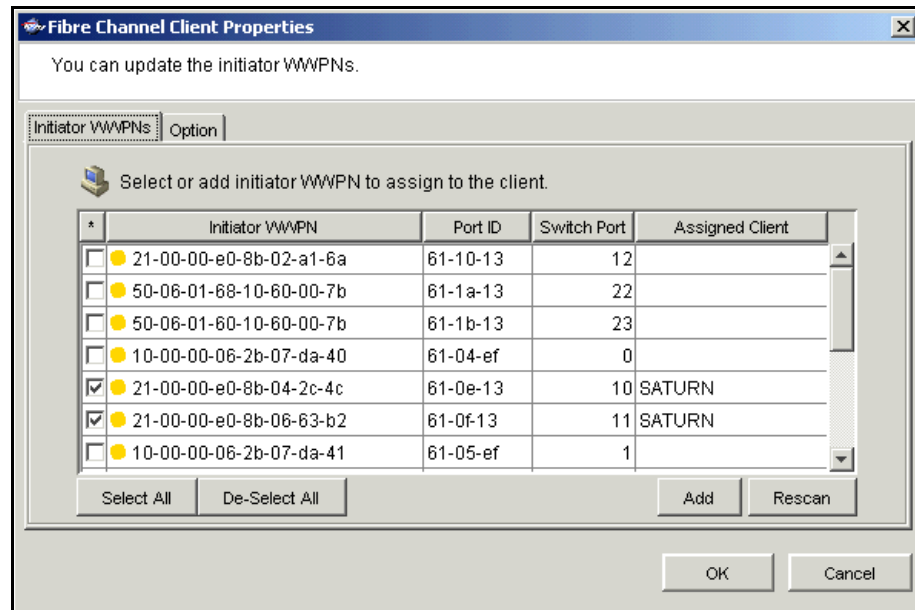 Fibre Channel Client Properties
You can update the initiator WWPNs.
Initiator WWPNs Option
Select or add initiator WWPN to assign to the client.
* Initiator WWPN Port ID Switch Port Assigned Client
21-00-00-e0-8b-02-a1-6a 61-10-13 12
50-06-01-68-10-60-00-7b 61-1a-13 22
50-06-01-60-10-60-00-7b 61-1b-13 23
10-00-00-06-2b-07-da-40 61-04-ef 0
21-00-00-e0-8b-04-2c-4c 61-0e-13 10 SATURN
21-00-00-e0-8b-06-63-b2 61-0f-13 11 SATURN
10-00-00-06-2b-07-da-41 61-05-ef 1
Select All De-Select All Add Rescan
OK Cancel